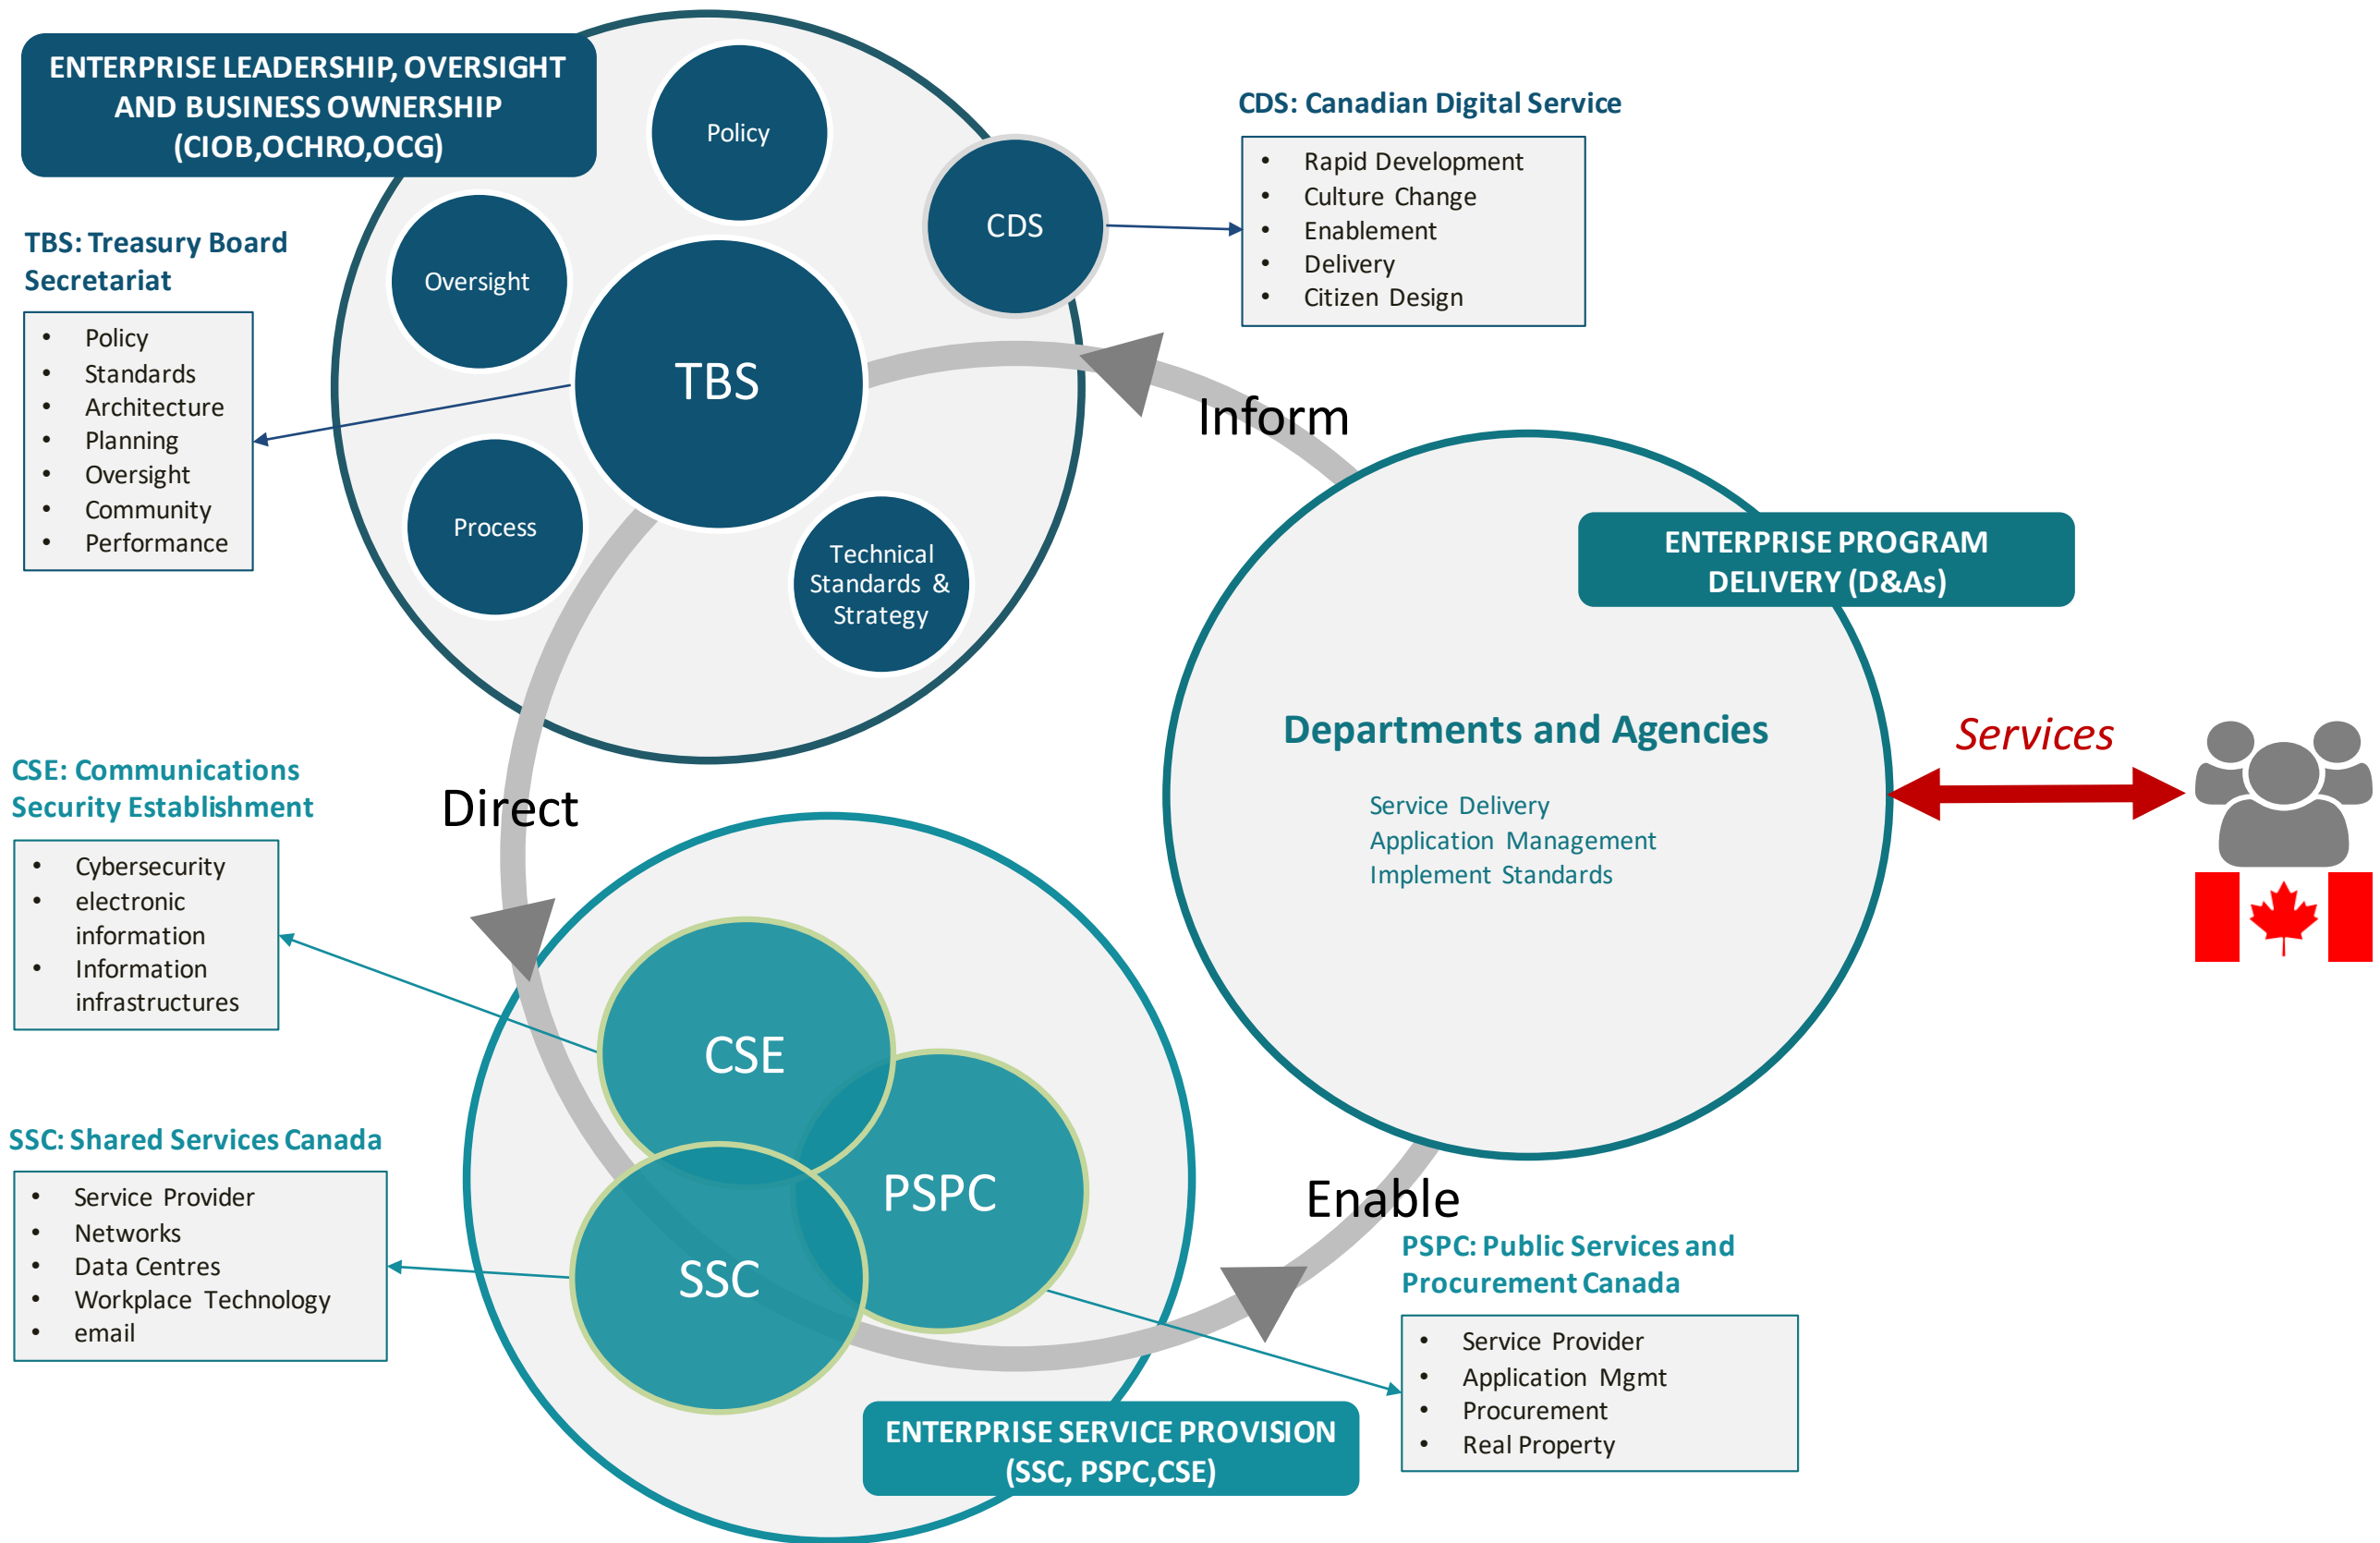 ENTERPRISE LEADERSHIP, OVERSIGHT
AND BUSINESS OWNERSHIP
(CIOB,OCHRO,OCG)
TBS: Treasury Board
Secretariat
• Policy
• Standards
• Architecture
• Planning
• Oversight
• Community
• Performance
Policy
Oversight
CDS
TBS
Process
Technical
Standards &
Strategy
CDS: Canadian Digital Service
• Rapid Development
• Culture Change
• Enablement
• Delivery
• Citizen Design
Inform
ENTERPRISE PROGRAM
DELIVERY (D&As)
Departments and Agencies
Service Delivery
Application Management
Implement Standards
Services
Direct
CSE: Communications
Security Establishment
• Cybersecurity
• electronic
information
• Information
infrastructures
SSC: Shared Services Canada
• Service Provider
• Networks
• Data Centres
• Workplace Technology
• email
CSE
PSPC
SSC
Enable
PSPC: Public Services and
Procurement Canada
• Service Provider
• Application Mgmt
• Procurement
• Real Property
ENTERPRISE SERVICE PROVISION
(SSC, PSPC,CSE)